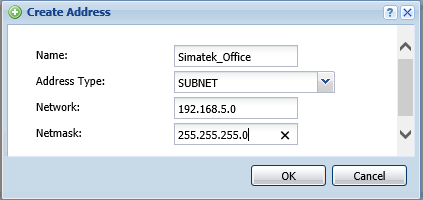 Create Address
Name: Simatek_Office
Address Type: SUBNET
Network: 192.168.5.0
Netmask: 255.255.255.0
OK Cancel